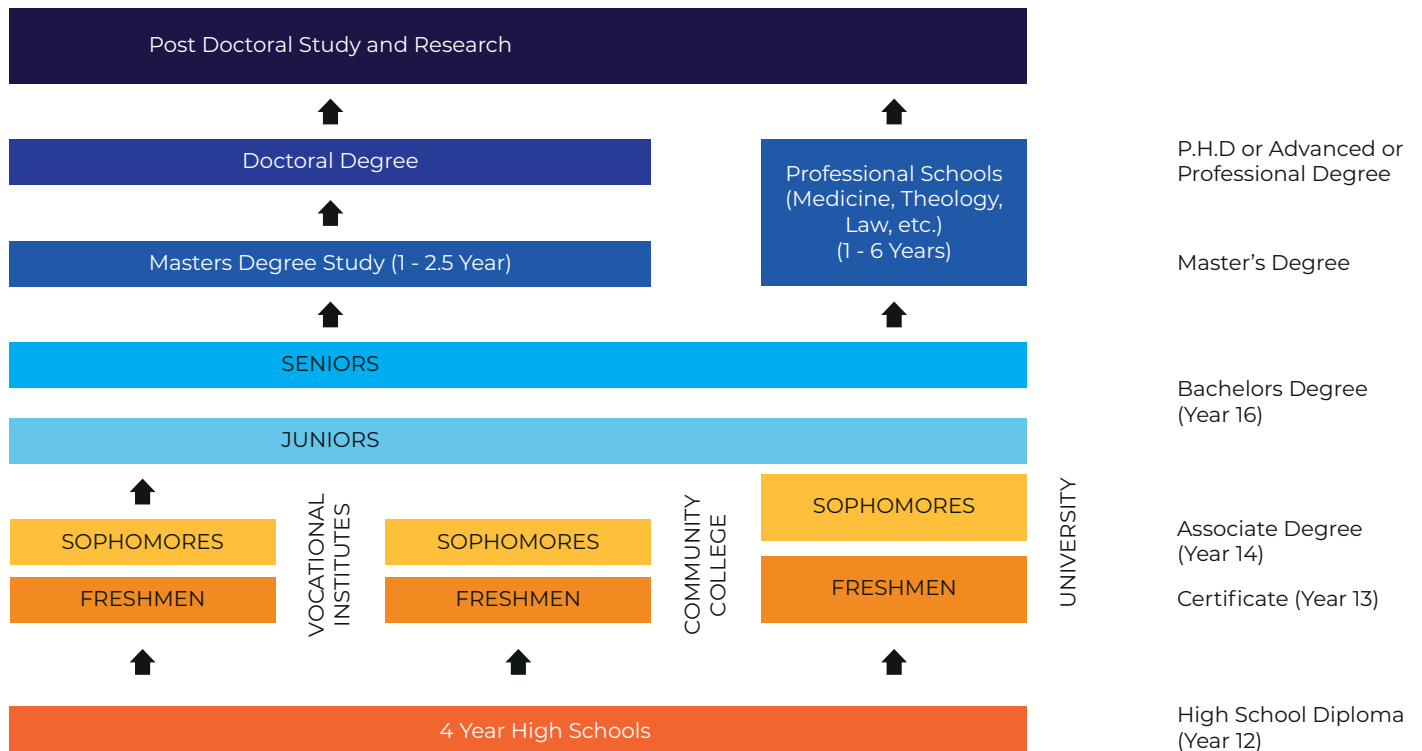 Post Doctoral Study and Research
Doctoral Degree
Professional Schools
(Medicine, Theology,
Law, etc.)
(1 - 6 Years)
P.H.D or Advanced or
Professional Degree
Masters Degree Study (1 - 2.5 Year)
Master’s Degree
SENIORS
Bachelors Degree
(Year 16)
JUNIORS
SOPHOMORES
FRESHMEN
VOCATIONAL
INSTITUTES
SOPHOMORES
FRESHMEN
COMMUNITY
COLLEGE
SOPHOMORES
FRESHMEN
UNIVERSITY
Associate Degree
(Year 14)
Certificate (Year 13)
4 Year High Schools
High School Diploma
(Year 12)